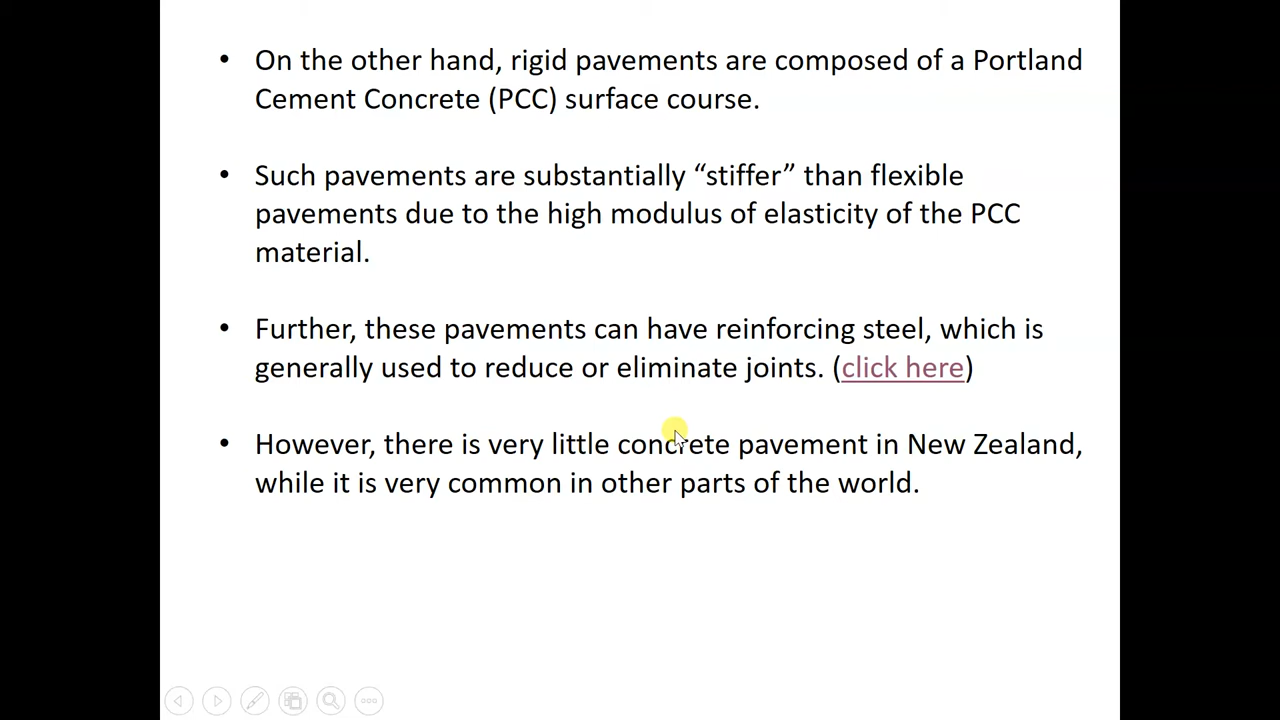 • On the other hand, rigid pavements are composed of a Portland
Cement Concrete (PCC) surface course.
• Such pavements are substantially “stiffer” than flexible
pavements due to the high modulus of elasticity of the PCC
material.
• Further, these pavements can have reinforcing steel, which is
generally used to reduce or eliminate joints. (click here)
• However, there is very little concrete pavement in New Zealand,
while it is very common in other parts of the world.